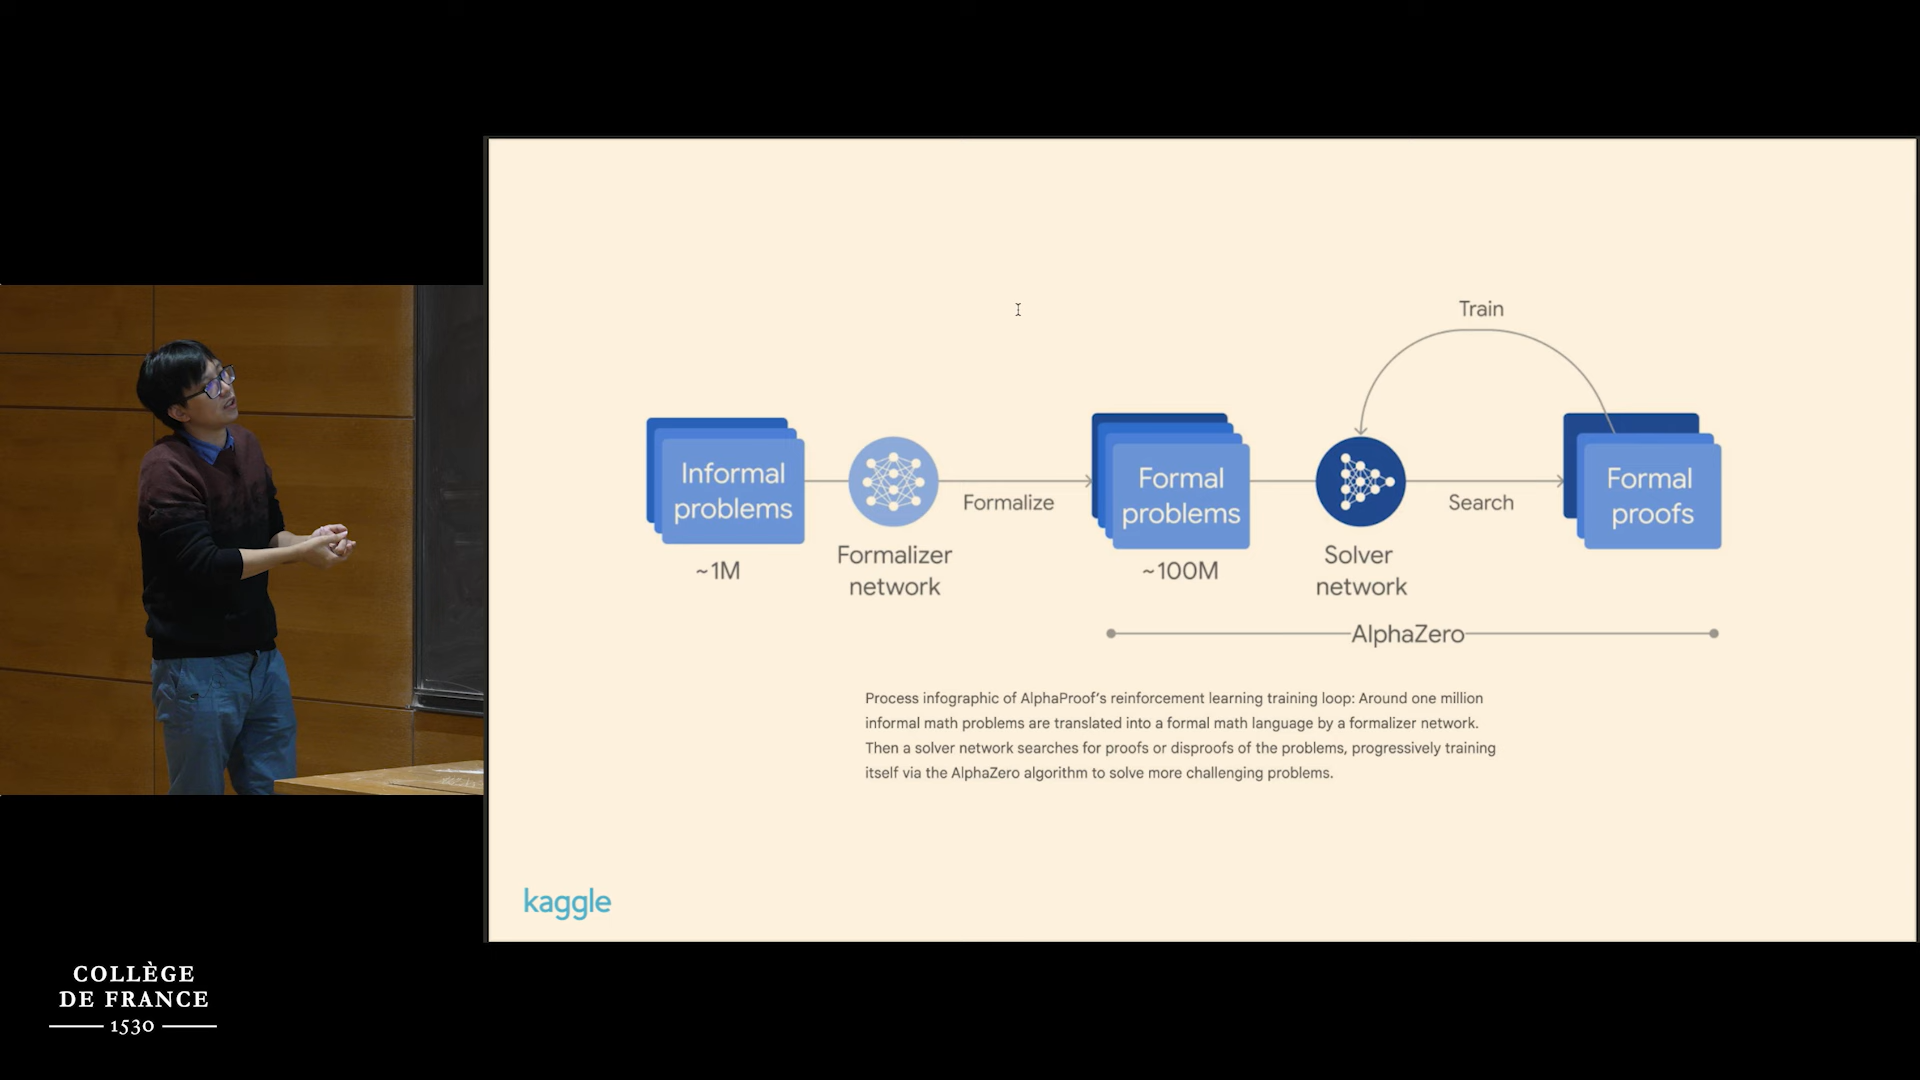 Train
Informal
problems
~1M
Formalizer
network
Formalize
Formal
problems
~100M
Solver
network
Search
Formal
proofs
AlphaZero
Process infographic of AlphaProof's reinforcement learning training loop: Around one million
informal math problems are translated into a formal math language by a formalizer network.
Then a solver network searches for proofs or disproofs of the problems, progressively training
itself via the AlphaZero algorithm to solve more challenging problems.
kaggle
COLLÈGE
DE FRANCE
1530